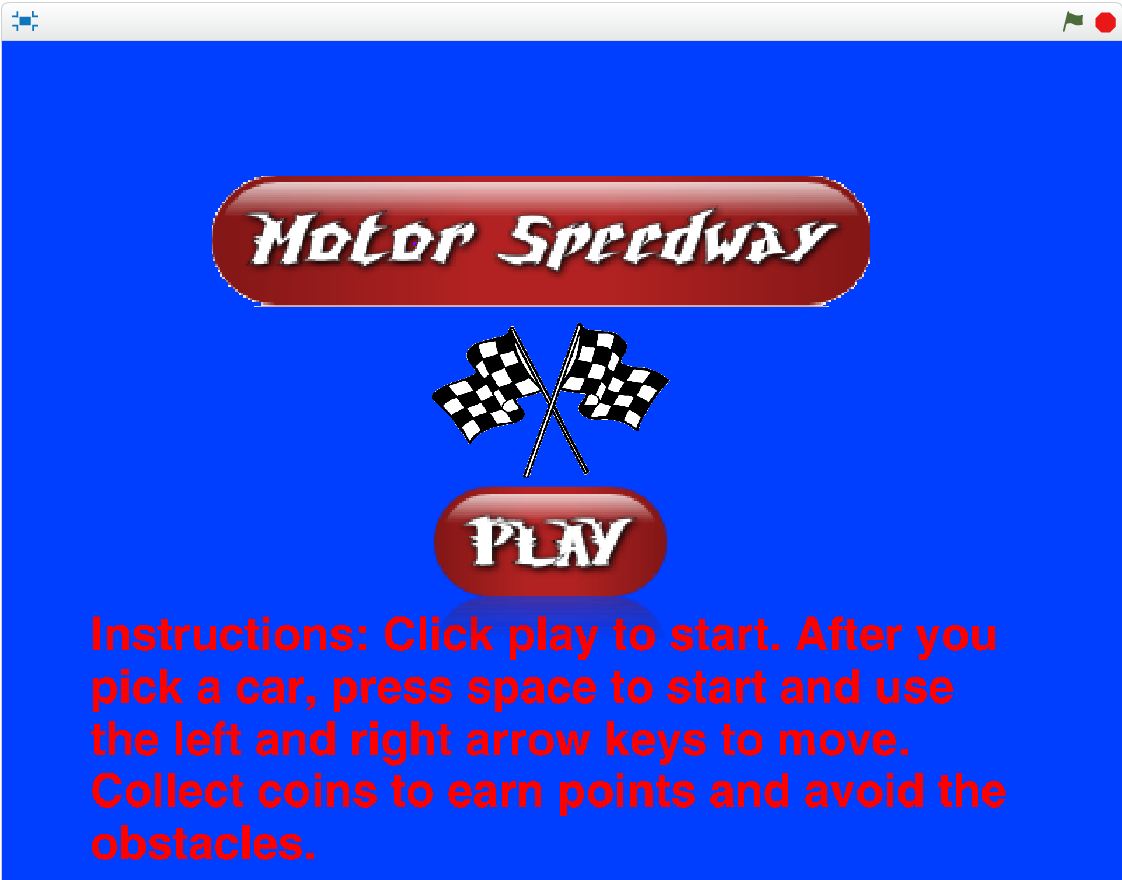 Motor Speedway
PLAY
Instructions: Click play to start. After you
pick a car, press space to start and use
the left and right arrow keys to move.
Collect coins to earn points and avoid the
obstacles.